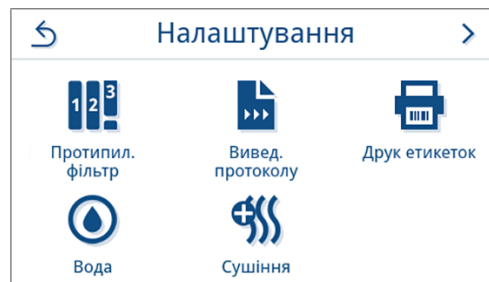 Налаштування
1 2 3
Протипил.
фільтр
Вивед.
протоколу
Друк етикеток
Вода
Сушіння